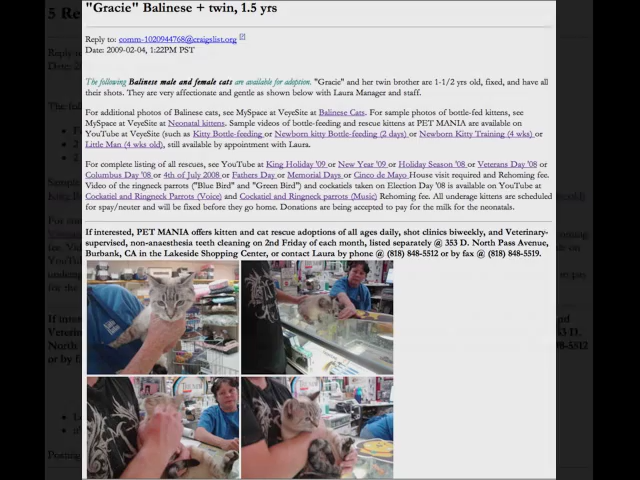 "Gracie" Balinese + twin, 1.5 yrs
Reply to: comm-1020944768@craigslist.org
Date: 2009-02-04, 1:22PM PST
The following Balinese male and female cats are available for adoption. "Gracie" and her twin brother are 1-1/2 yrs old, fixed, and have all
their shots. They are very affectionate and gentle as shown below with Laura Manager and staff.
For additional photos of Balinese cats, see MySpace at VeyeSite at Balinese Cats. For sample photos of bottle-fed kittens, see
MySpace at VeyeSite at Neonatal kittens. Sample videos of bottle-feeding and rescue kittens at PET MANIA are available on
YouTube at VeyeSite (such as Kitty Bottle-feeding or Newborn kitty Bottle-feeding (2 days) or Newborn Kitty Training (4 wks) or
Little Man (4 wks old), still available by appointment with Laura.
For complete listing of all rescues, see YouTube at King Holiday '09 or New Year '09 or Holiday Season '08 or Veterans Day '08 or
Columbus Day '08 or 4th of July 2008 or Fathers Day or Memorial Days or Cinco de Mayo House visit required and Rehoming fee.
Video of the ringneck parrots ("Blue Bird" and "Green Bird") and cockatiels taken on Election Day '08 is available on YouTube at
Cockatiel and Ringneck Parrots (Voice) and Cockatiel and Ringneck Parrots (Music) Rehoming fee. All underage kittens are scheduled
for spay/neuter and will be fixed before they go home. Donations are being accepted to pay for the milk for the neonatals.
If interested, PET MANIA offers kitten and cat rescue adoptions of all ages daily, shot clinics biweekly, and Veterinary-
supervised, non-anaesthesia teeth cleaning on 2nd Friday of each month, listed separately @ 353 D. North Pass Avenue,
Burbank, CA in the Lakeside Shopping Center, or contact Laura by phone @ (818) 848-5512 or by fax @ (818) 848-5519.